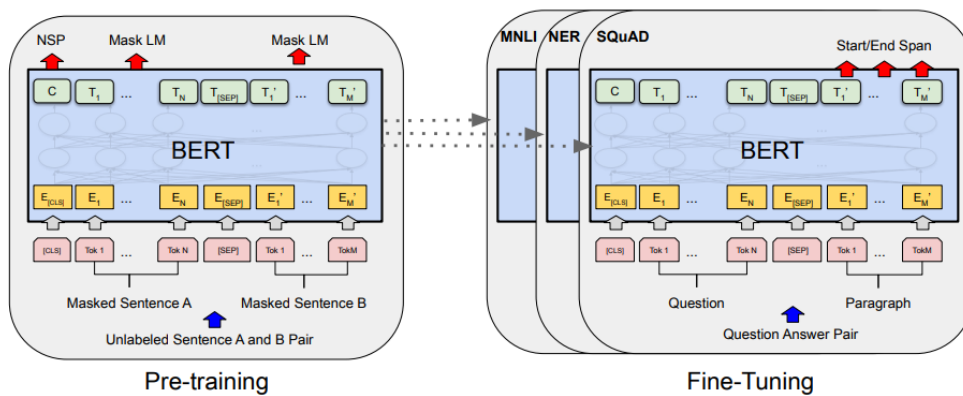 NSP Mask LM Mask LM
C T1 ... TN T[SEP] T1' ... TM'
...
BERT
...
E[CLS] E1 ... EN E[SEP] E1' ... EM'
[CLS] Tok 1 ... Tok N [SEP] Tok 1 ... TokM
Masked Sentence A Masked Sentence B
Unlabeled Sentence A and B Pair
Pre-training
MNLI NER SQuAD
Start/End Span
C T1 ... TN T[SEP] T1' ... TM'
...
BERT
...
E[CLS] E1 ... EN E[SEP] E1' ... EM'
[CLS] Tok 1 ... Tok N [SEP] Tok 1 ... TokM
Question Paragraph
Question Answer Pair
Fine-Tuning